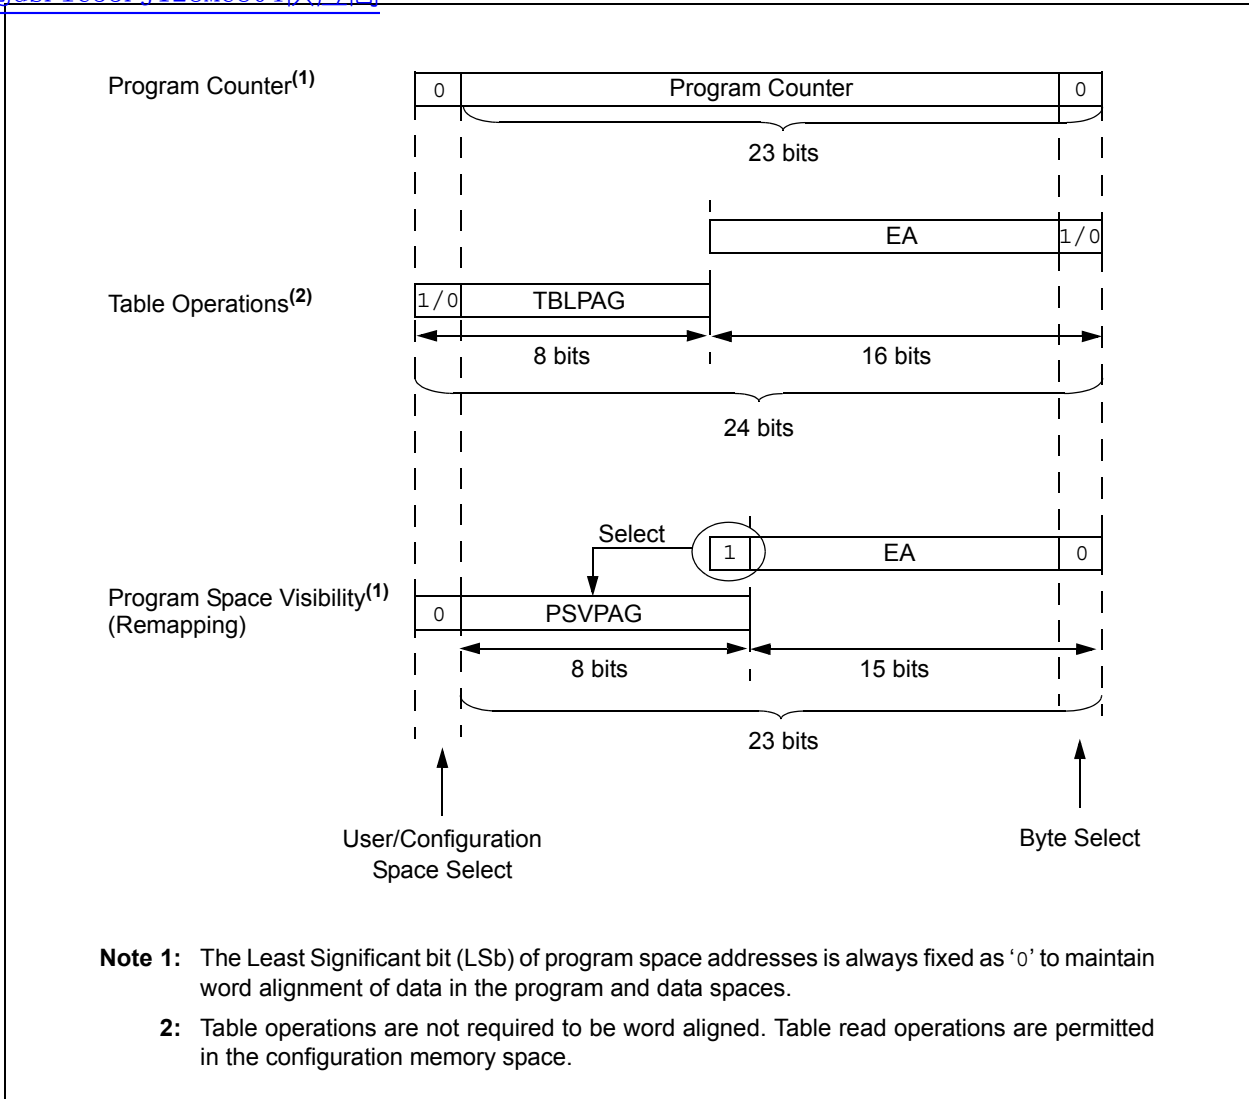 Program Counter(1)
0
Program Counter
0
23 bits
EA
1/0
Table Operations(2)
1/0
TBLPAG
8 bits
16 bits
24 bits
Select
1
EA
0
Program Space Visibility(1)
(Remapping)
0
PSVPAG
8 bits
15 bits
23 bits
User/Configuration
Space Select
Byte Select
Note 1: The Least Significant bit (LSb) of program space addresses is always fixed as ‘0’ to maintain
word alignment of data in the program and data spaces.
2: Table operations are not required to be word aligned. Table read operations are permitted
in the configuration memory space.